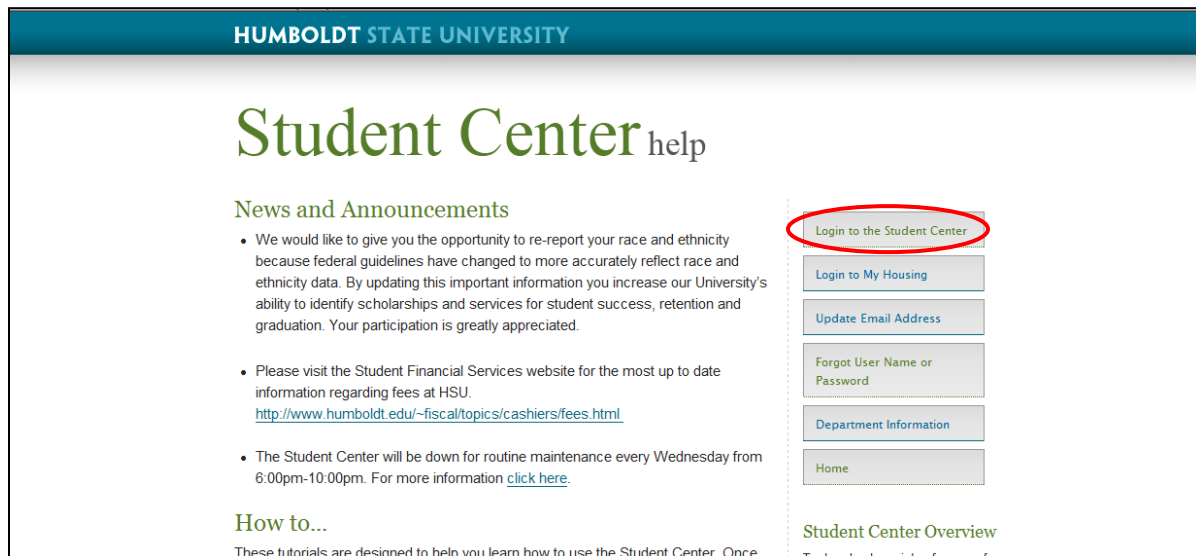 HUMBOLDT STATE UNIVERSITY
Student Center help
News and Announcements
• We would like to give you the opportunity to re-report your race and ethnicity
because federal guidelines have changed to more accurately reflect race and
ethnicity data. By updating this important information you increase our University's
ability to identify scholarships and services for student success, retention and
graduation. Your participation is greatly appreciated.
• Please visit the Student Financial Services website for the most up to date
information regarding fees at HSU.
http://www.humboldt.edu/~fiscal/topics/cashiers/fees.html
• The Student Center will be down for routine maintenance every Wednesday from
6:00pm-10:00pm. For more information click here.
How to...
These tutorials are designed to help you learn how to use the Student Center. Once
Login to the Student Center
Login to My Housing
Update Email Address
Forgot User Name or
Password
Department Information
Home
Student Center Overview